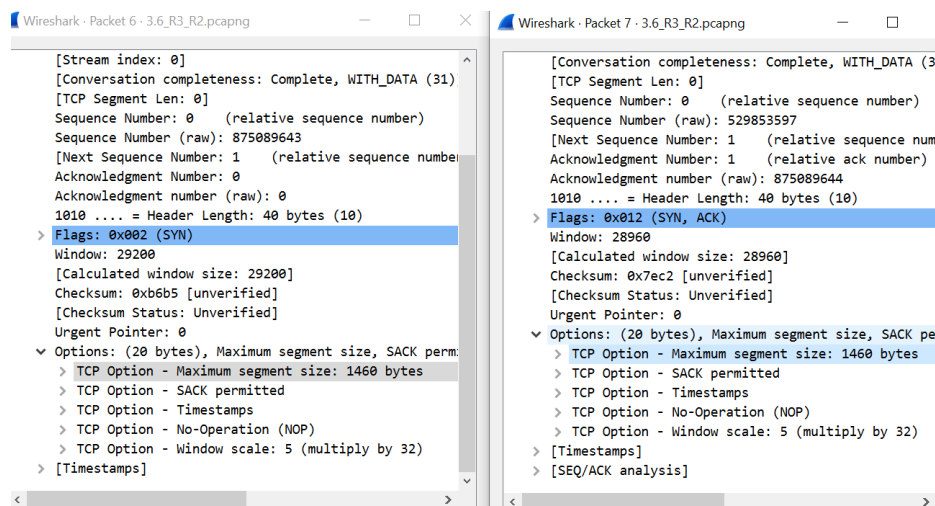 Wireshark · Packet 6 · 3.6_R3_R2.pcapng
[Stream index: 0]
[Conversation completeness: Complete, WITH_DATA (31)
[TCP Segment Len: 0]
Sequence Number: 0    (relative sequence number)
Sequence Number (raw): 875089643
[Next Sequence Number: 1    (relative sequence number
Acknowledgment Number: 0
Acknowledgment number (raw): 0
1010 .... = Header Length: 40 bytes (10)
Flags: 0x002 (SYN)
Window: 29200
[Calculated window size: 29200]
Checksum: 0xb6b5 [unverified]
[Checksum Status: Unverified]
Urgent Pointer: 0
Options: (20 bytes), Maximum segment size, SACK perm
TCP Option - Maximum segment size: 1460 bytes
TCP Option - SACK permitted
TCP Option - Timestamps
TCP Option - No-Operation (NOP)
TCP Option - Window scale: 5 (multiply by 32)
[Timestamps]
Wireshark · Packet 7 · 3.6_R3_R2.pcapng
[Conversation completeness: Complete, WITH_DATA (3
[TCP Segment Len: 0]
Sequence Number: 0    (relative sequence number)
Sequence Number (raw): 529853597
[Next Sequence Number: 1    (relative sequence num
Acknowledgment Number: 1    (relative ack number)
Acknowledgment number (raw): 875089644
1010 .... = Header Length: 40 bytes (10)
Flags: 0x012 (SYN, ACK)
Window: 28960
[Calculated window size: 28960]
Checksum: 0x7ec2 [unverified]
[Checksum Status: Unverified]
Urgent Pointer: 0
Options: (20 bytes), Maximum segment size, SACK pe
TCP Option - Maximum segment size: 1460 bytes
TCP Option - SACK permitted
TCP Option - Timestamps
TCP Option - No-Operation (NOP)
TCP Option - Window scale: 5 (multiply by 32)
[Timestamps]
[SEQ/ACK analysis]